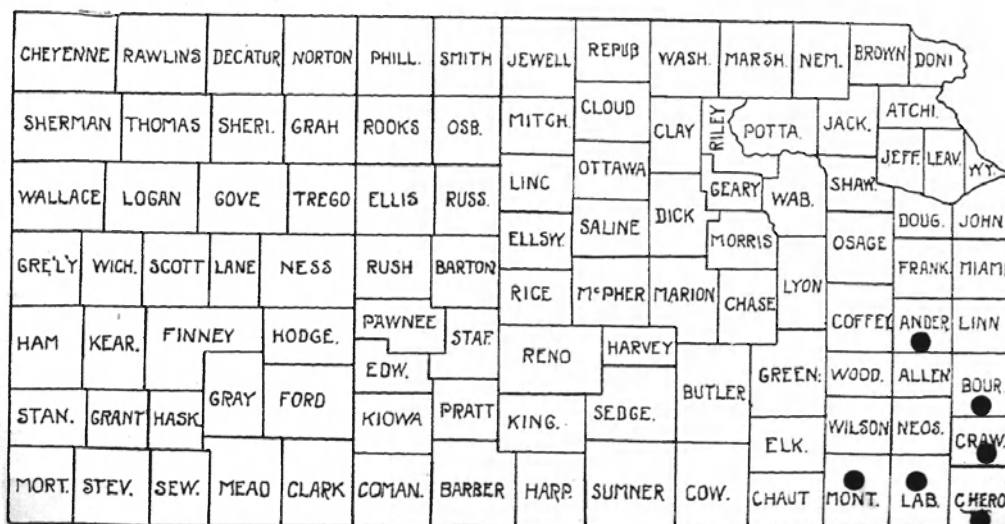 CHEYENNE RAWLINS DECATUR NORTON PHILL. SMITH JEWELL REPUB WASH. MARSH. NEM. BROWN DONI
SHERMAN THOMAS SHERI. GRAH ROOKS OSB. MITCH. CLOUD CLAY RILEY POTTA. JACK. ATCHI.
JEFF. LEAV. WY.
WALLACE LOGAN GOVE TREGO ELLIS RUSS. LINC OTTAWA DICK GEARY WAB. SHAW.
DOUG. JOHN.
GRE'LY WICH. SCOTT LANE NESS RUSH BARTON ELLSW. SALINE MORRIS OSAGE
FRANK. MIAMI
RICE McPHER MARION CHASE LYON
HAM KEAR. FINNEY HODGE. PAWNEE STAF. RENO HARVEY COFFEY ANDER LINN.
EDW.
GRAY FORD BUTLER GREEN. WOOD. ALLEN BOUR.
STAN. GRANT HASK. KIOWA PRATT KING. SEDGE. ELK. WILSON NEOS. CRAW.
MORT. STEV. SEW. MEAD CLARK COMAN. BARBER HARP. SUMNER COW. CHAUT MONT. LAB. CHERO